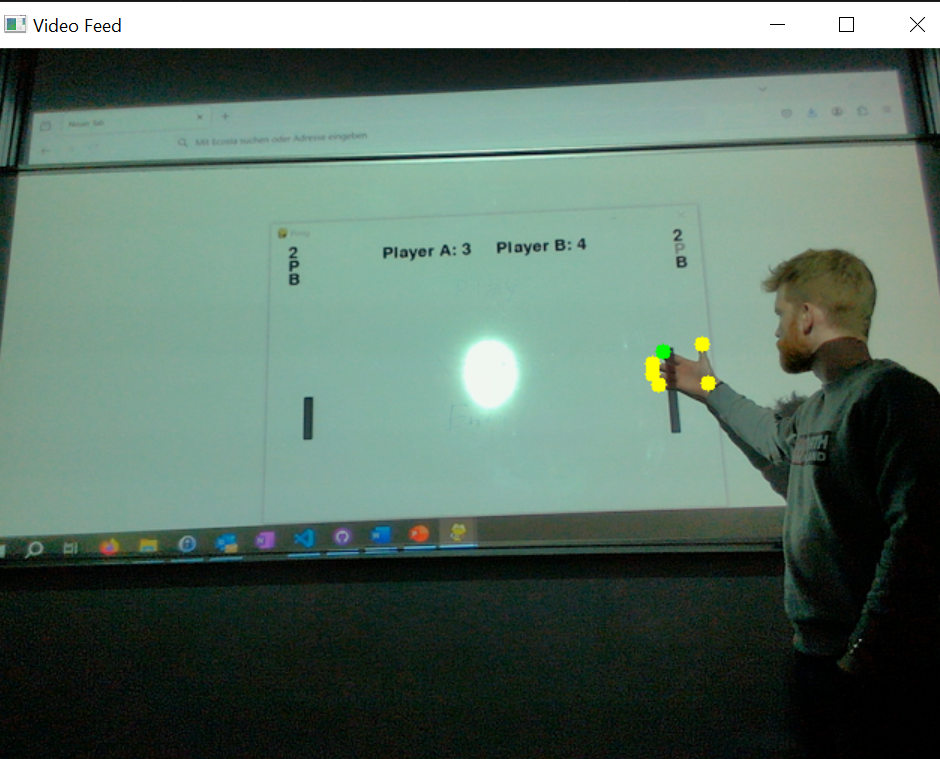 Video Feed
Neuer Tab
Mit Ecosia suchen oder Adresse eingeben
Pong
2
P
B
Player A: 3 Player B: 4
2
P
B